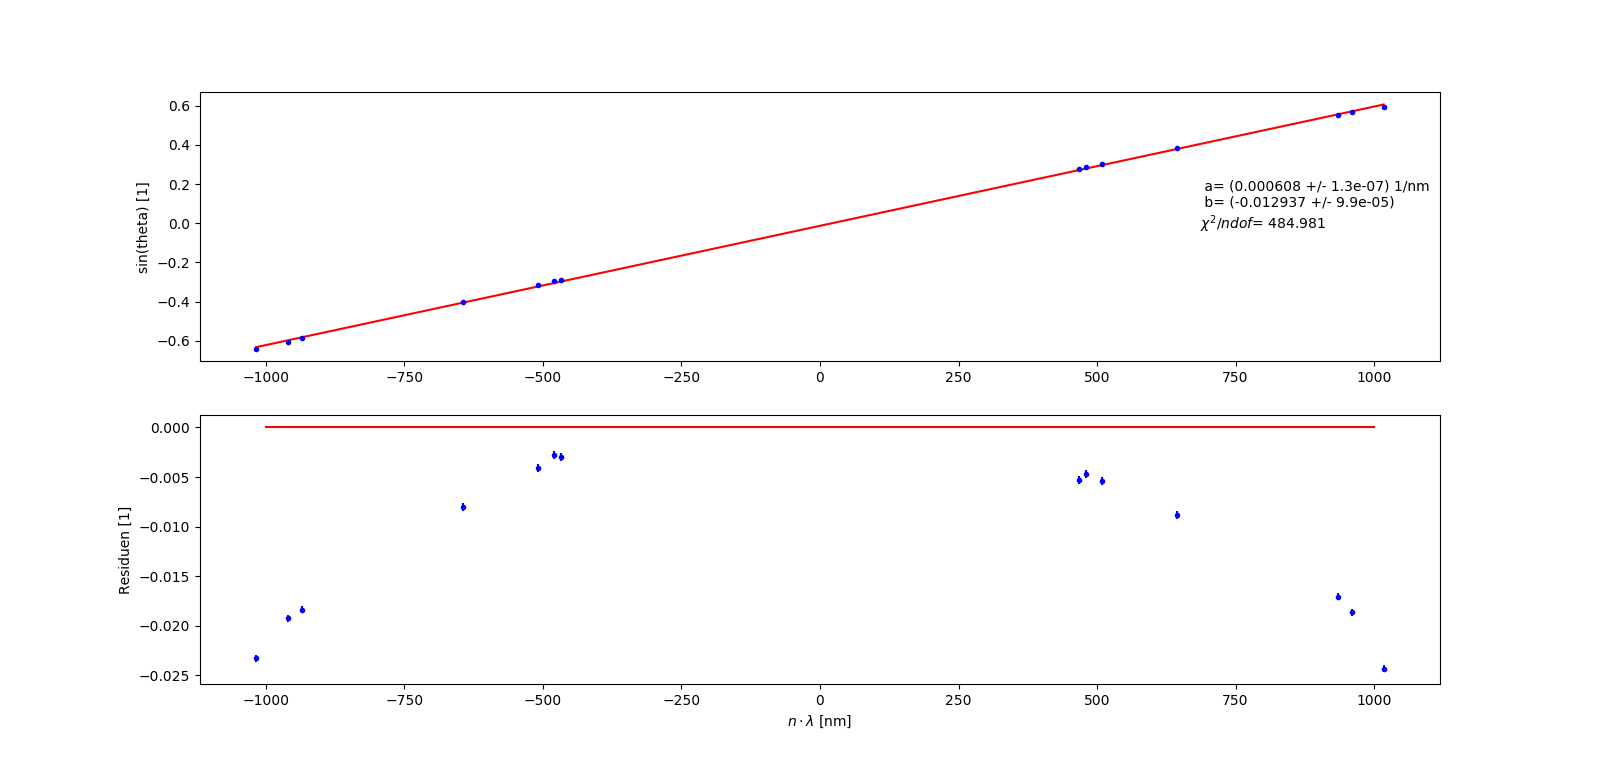 0.6
0.4
0.2
0.0
−0.2
−0.4
−0.6
sin(theta) [1]
a= (0.000608 +/- 1.3e-07) 1/nm
b= (-0.012937 +/- 9.9e-05)
χ²/ndof= 484.981
−1000 −750 −500 −250 0 250 500 750 1000
0.000
−0.005
−0.010
−0.015
−0.020
−0.025
Residuen [1]
−1000 −750 −500 −250 0 250 500 750 1000
n · λ [nm]